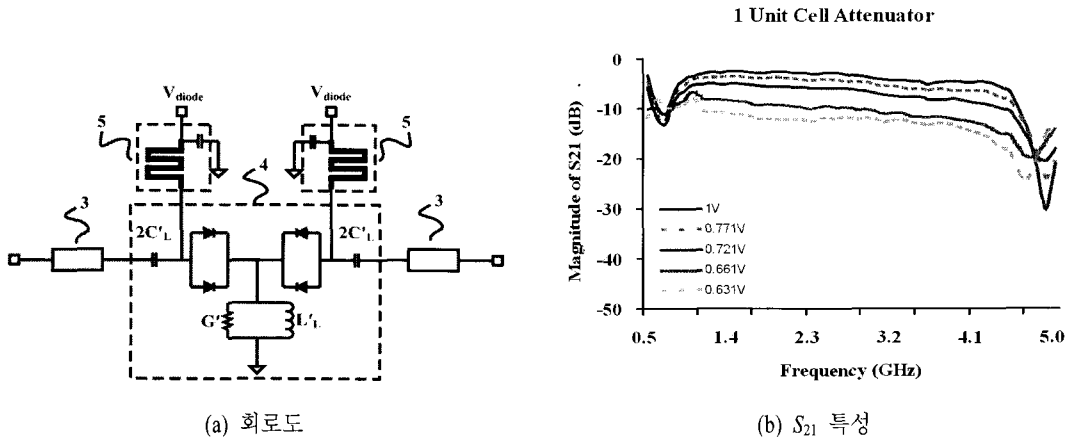 V_diode
V_diode
5
5
4
3
3
2C'_L
2C'_L
G'
L'_L
(a) 회로도
1 Unit Cell Attenuator
Magnitude of S21 (dB)
0
-10
-20
-30
-40
-50
1V
0.771V
0.721V
0.661V
0.631V
0.5
1.4
2.3
3.2
4.1
5.0
Frequency (GHz)
(b) S₂₁ 특성